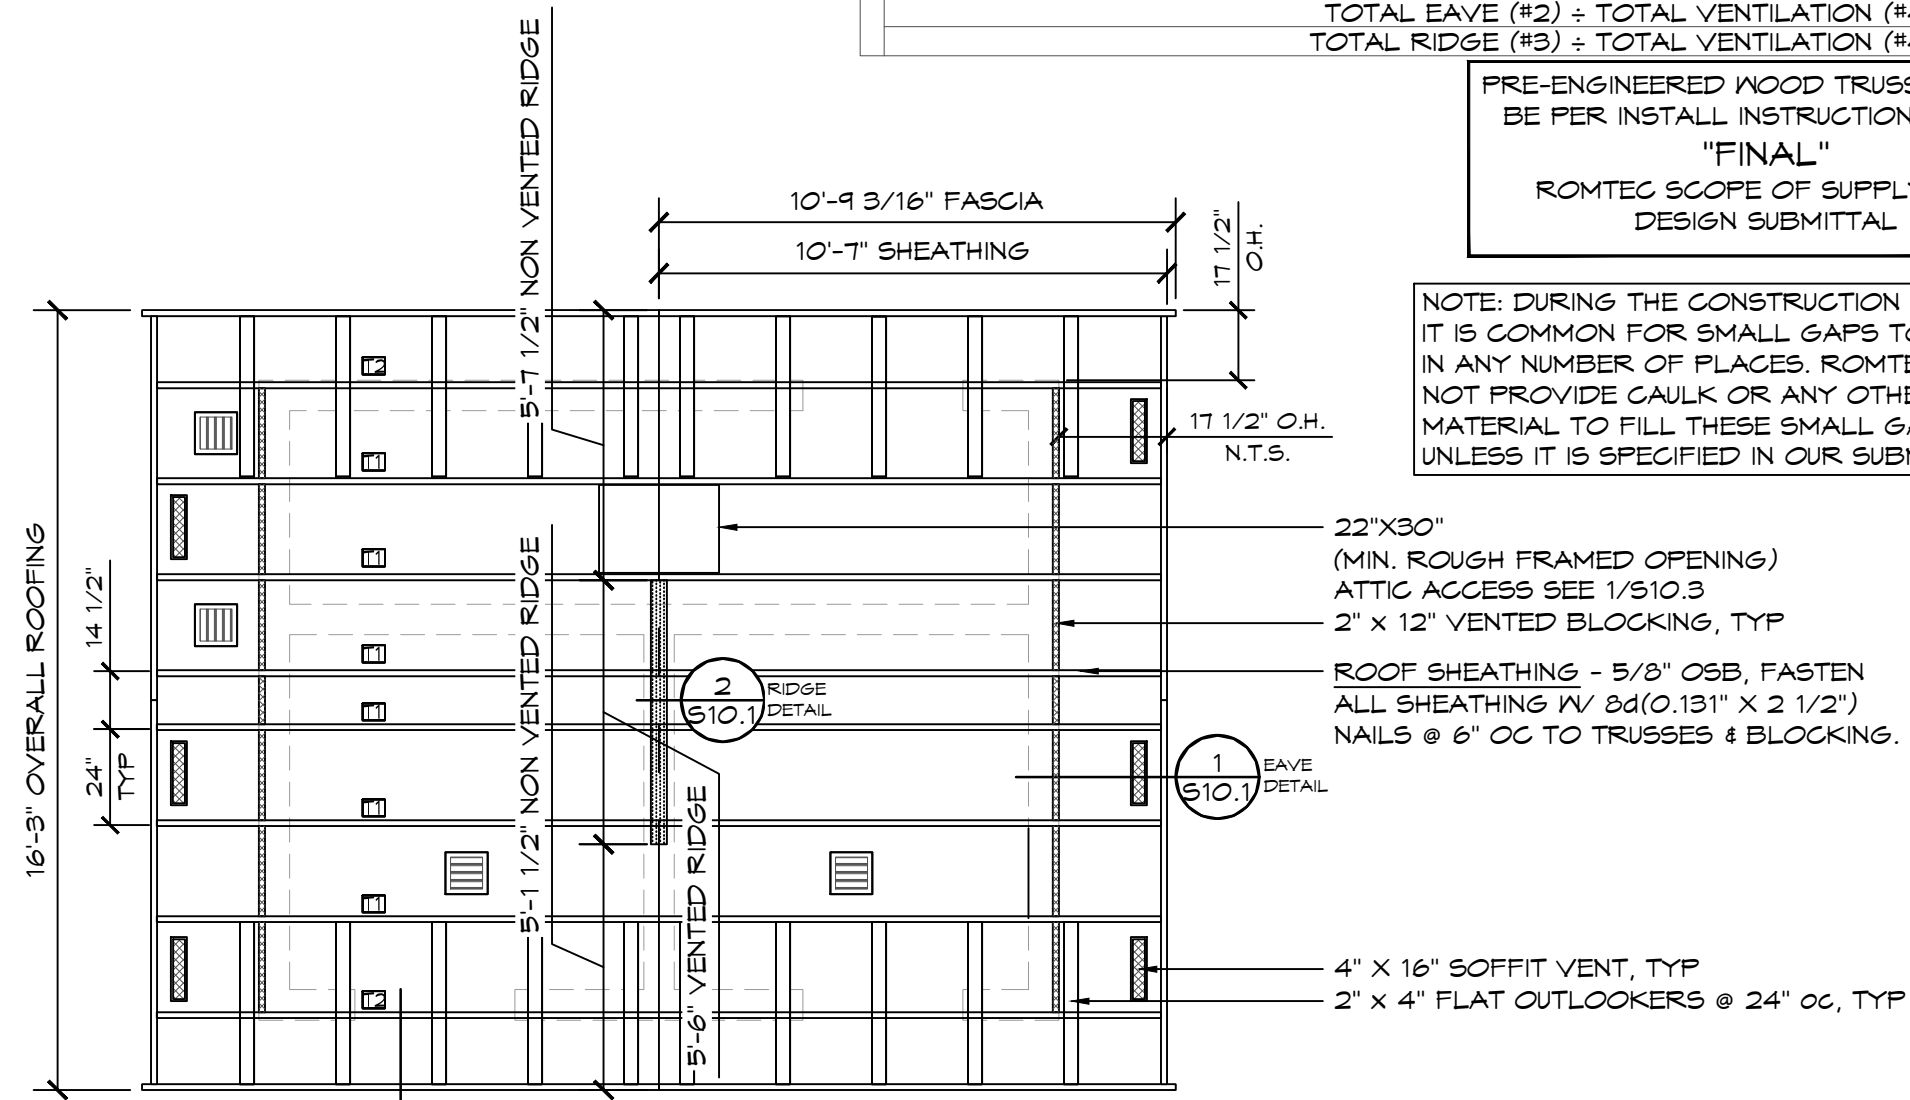 TOTAL EAVE (#2) ÷ TOTAL VENTILATION (#
TOTAL RIDGE (#3) ÷ TOTAL VENTILATION (#
PRE-ENGINEERED WOOD TRUSS
BE PER INSTALL INSTRUCTION
"FINAL"
ROMTEC SCOPE OF SUPPLY
DESIGN SUBMITTAL
NOTE: DURING THE CONSTRUCTION
IT IS COMMON FOR SMALL GAPS TO
IN ANY NUMBER OF PLACES. ROMTE
NOT PROVIDE CAULK OR ANY OTHE
MATERIAL TO FILL THESE SMALL GA
UNLESS IT IS SPECIFIED IN OUR SUBM
10'-9 3/16" FASCIA
10'-7" SHEATHING
17 1/2"
O.H.
17 1/2" O.H.
N.T.S.
5'-7 1/2" NON VENTED RIDGE
5'-1 1/2" NON VENTED RIDGE
5'-6" VENTED RIDGE
16'-3" OVERALL ROOFING
14 1/2"
24"
TYP
T2
T1
T1
T1
T1
T1
T1
T2
2
S10.1
RIDGE
DETAIL
1
S10.1
EAVE
DETAIL
22"X30"
(MIN. ROUGH FRAMED OPENING)
ATTIC ACCESS SEE 1/S10.3
2" x 12" VENTED BLOCKING, TYP
ROOF SHEATHING - 5/8" OSB, FASTEN
ALL SHEATHING W/ 8d(0.131" X 2 1/2")
NAILS @ 6" OC TO TRUSSES & BLOCKING.
4" X 16" SOFFIT VENT, TYP
2" x 4" FLAT OUTLOOKERS @ 24" oc, TYP